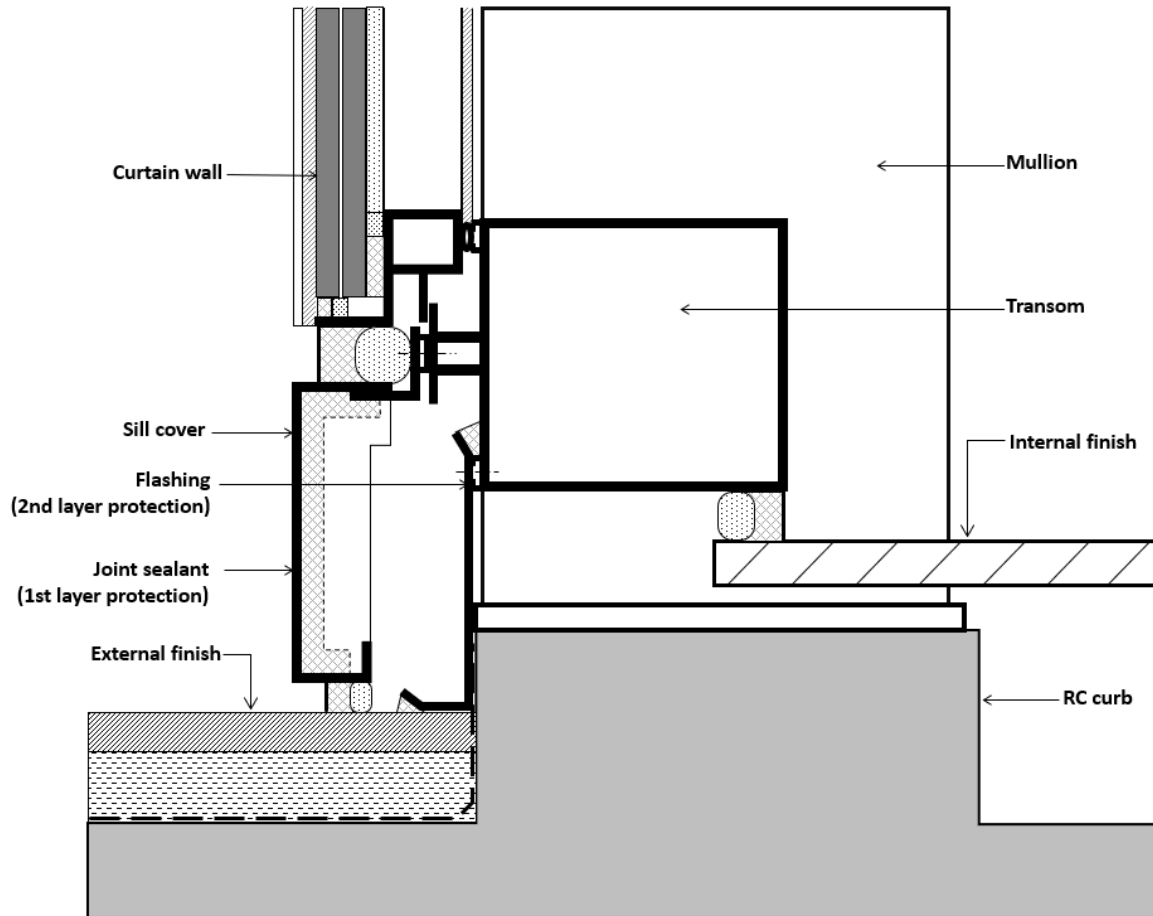 Curtain wall
Mullion
Transom
Sill cover
Internal finish
Flashing
(2nd layer protection)
Joint sealant
(1st layer protection)
External finish
RC curb